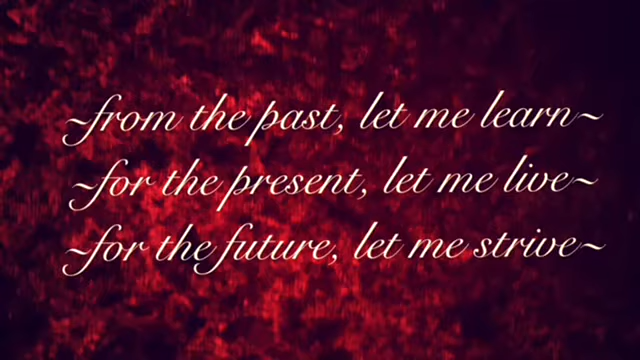 ~from the past, let me learn~
~for the present, let me live~
~for the future, let me strive~